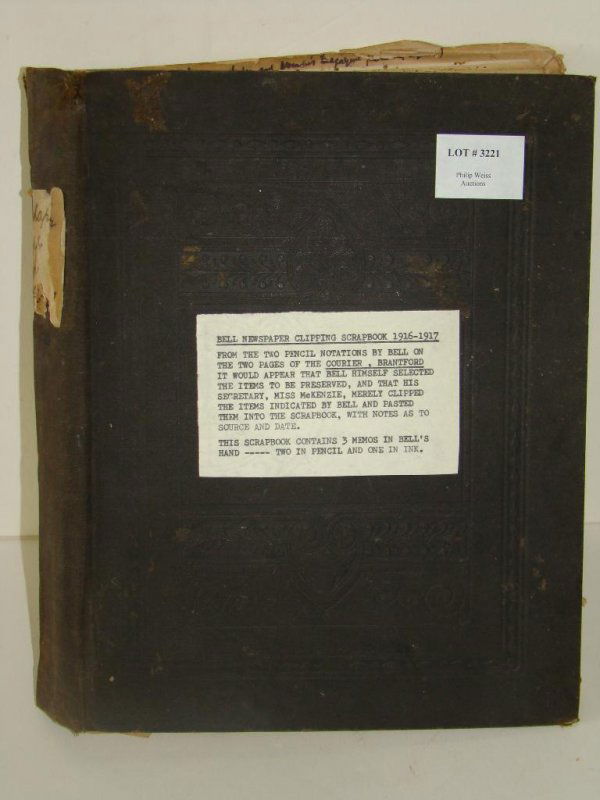 and Magazine
LOT # 3221
Philip Weiss
Auctions
BELL NEWSPAPER CLIPPING SCRAPBOOK 1916-1917
FROM THE TWO PENCIL NOTATIONS BY BELL ON
THE TWO PAGES OF THE COURIER , BRANTFORD
IT WOULD APPEAR THAT BELL HIMSELF SELECTED
THE ITEMS TO BE PRESERVED, AND THAT HIS
SECRETARY, MISS McKENZIE, MERELY CLIPPED
THE ITEMS INDICATED BY BELL AND PASTED
THEM INTO THE SCRAPBOOK, WITH NOTES AS TO
SOURCE AND DATE.
THIS SCRAPBOOK CONTAINS 3 MEMOS IN BELL'S
HAND ----- TWO IN PENCIL AND ONE IN INK.